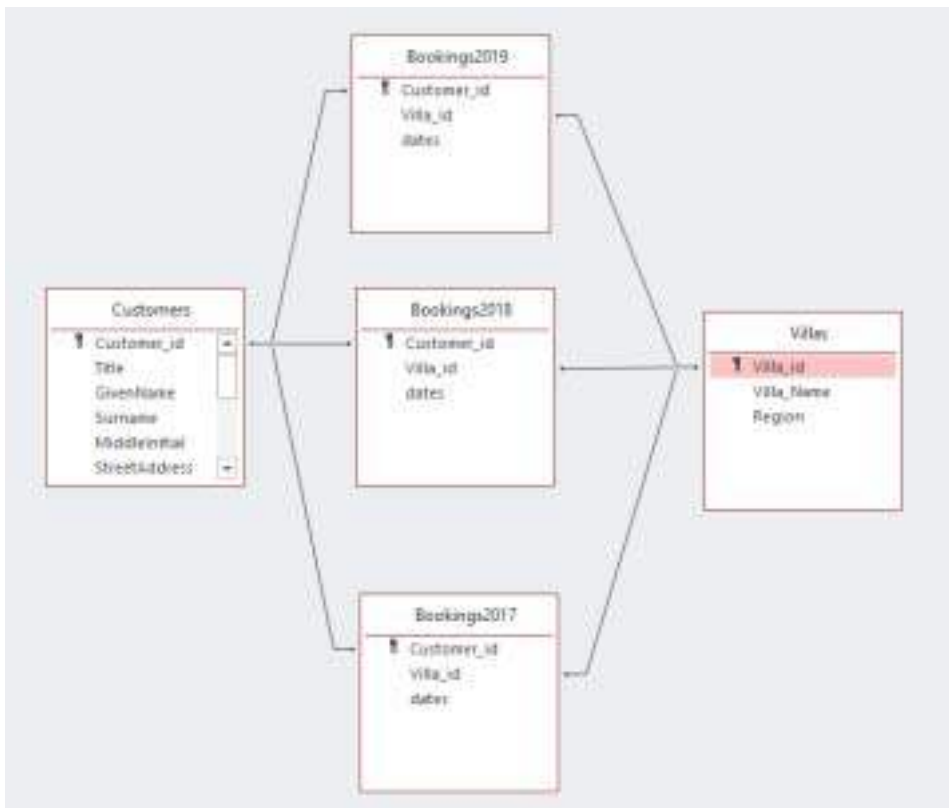 Bookings2019
Customer_id
Villa_id
dates
Customers
Customer_id
Title
GivenName
Surname
MiddleInitial
StreetAddress
Bookings2018
Customer_id
Villa_id
dates
Villas
Villa_id
Villa_Name
Region
Bookings2017
Customer_id
Villa_id
dates